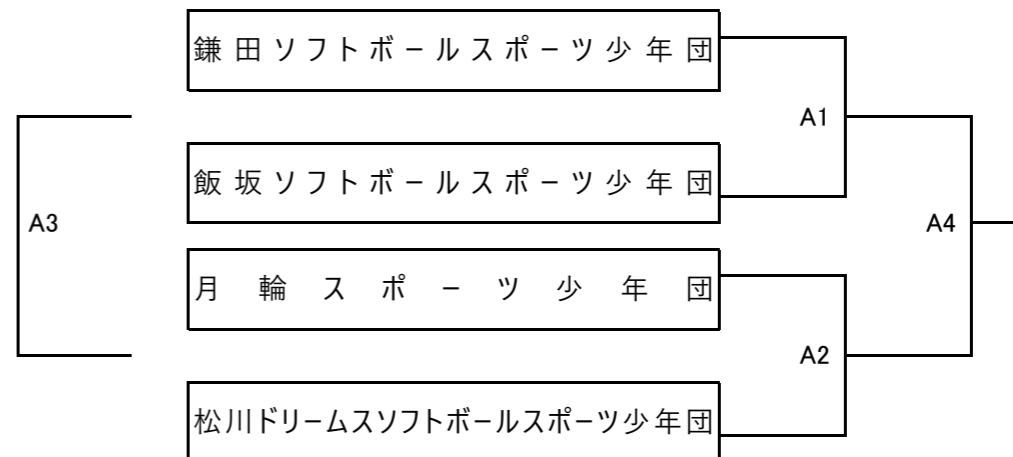 鎌田ソフトボールスポーツ少年団
A1
飯坂ソフトボールスポーツ少年団
A3
A4
月輪スポーツ少年団
A2
松川ドリームスソフトボールスポーツ少年団